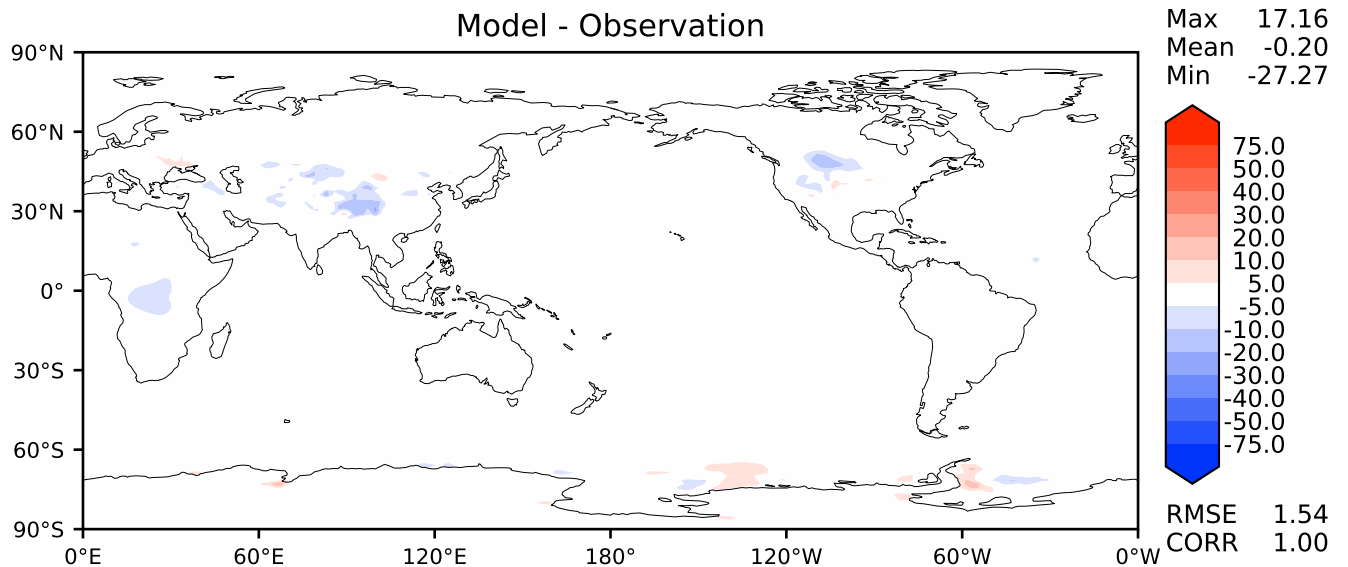 Model - Observation
Max 17.16
Mean -0.20
Min -27.27
90°N
60°N
30°N
0°
30°S
60°S
90°S
0°E
60°E
120°E
180°
120°W
60°W
0°W
75.0
50.0
40.0
30.0
20.0
10.0
5.0
-5.0
-10.0
-20.0
-30.0
-40.0
-50.0
-75.0
RMSE 1.54
CORR 1.00